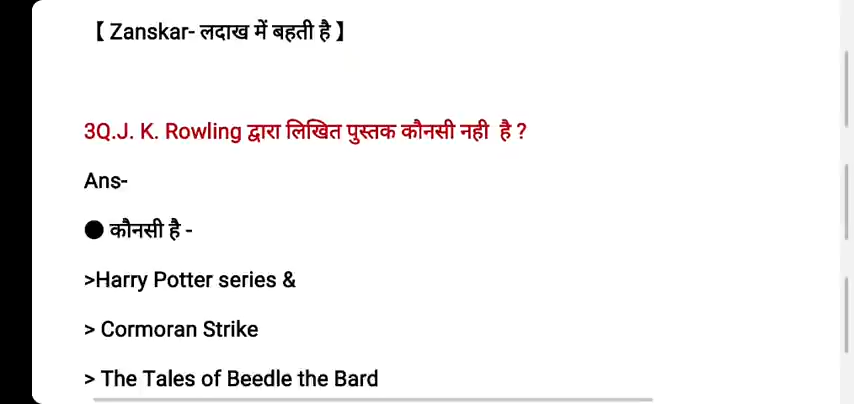 【 Zanskar- लदाख में बहती है 】
3Q.J. K. Rowling द्वारा लिखित पुस्तक कौनसी नही है ?
Ans-
● कौनसी है -
>Harry Potter series &
> Cormoran Strike
> The Tales of Beedle the Bard